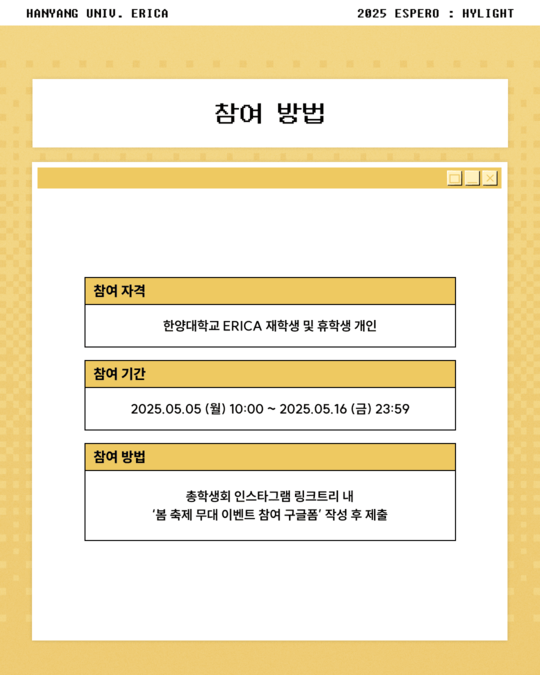 HANYANG UNIV. ERICA
2025 ESPERO : HYLIGHT
참여 방법
참여 자격
한양대학교 ERICA 재학생 및 휴학생 개인
참여 기간
2025.05.05 (월) 10:00 ~ 2025.05.16 (금) 23:59
참여 방법
총학생회 인스타그램 링크트리 내
‘봄 축제 무대 이벤트 참여 구글폼’ 작성 후 제출